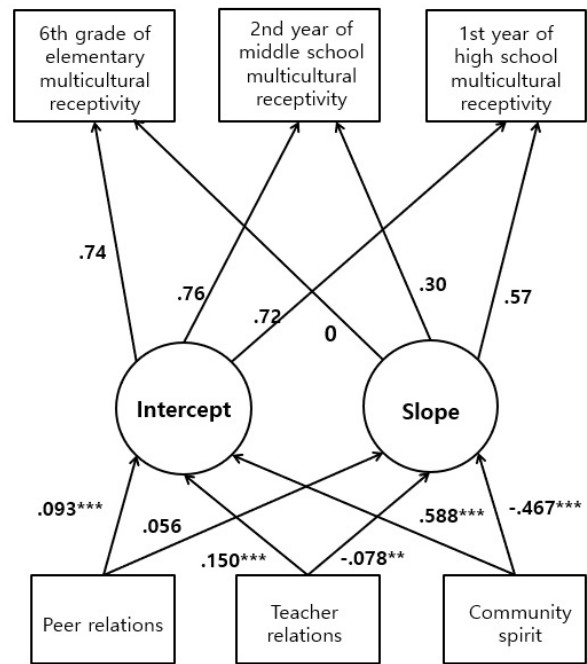 6th grade of
elementary
multicultural
receptivity
2nd year of
middle school
multicultural
receptivity
1st year of
high school
multicultural
receptivity
.74
.76
.72
0
.30
.57
Intercept
Slope
.093***
.056
.150***
-.078**
.588***
-.467***
Peer relations
Teacher
relations
Community
spirit